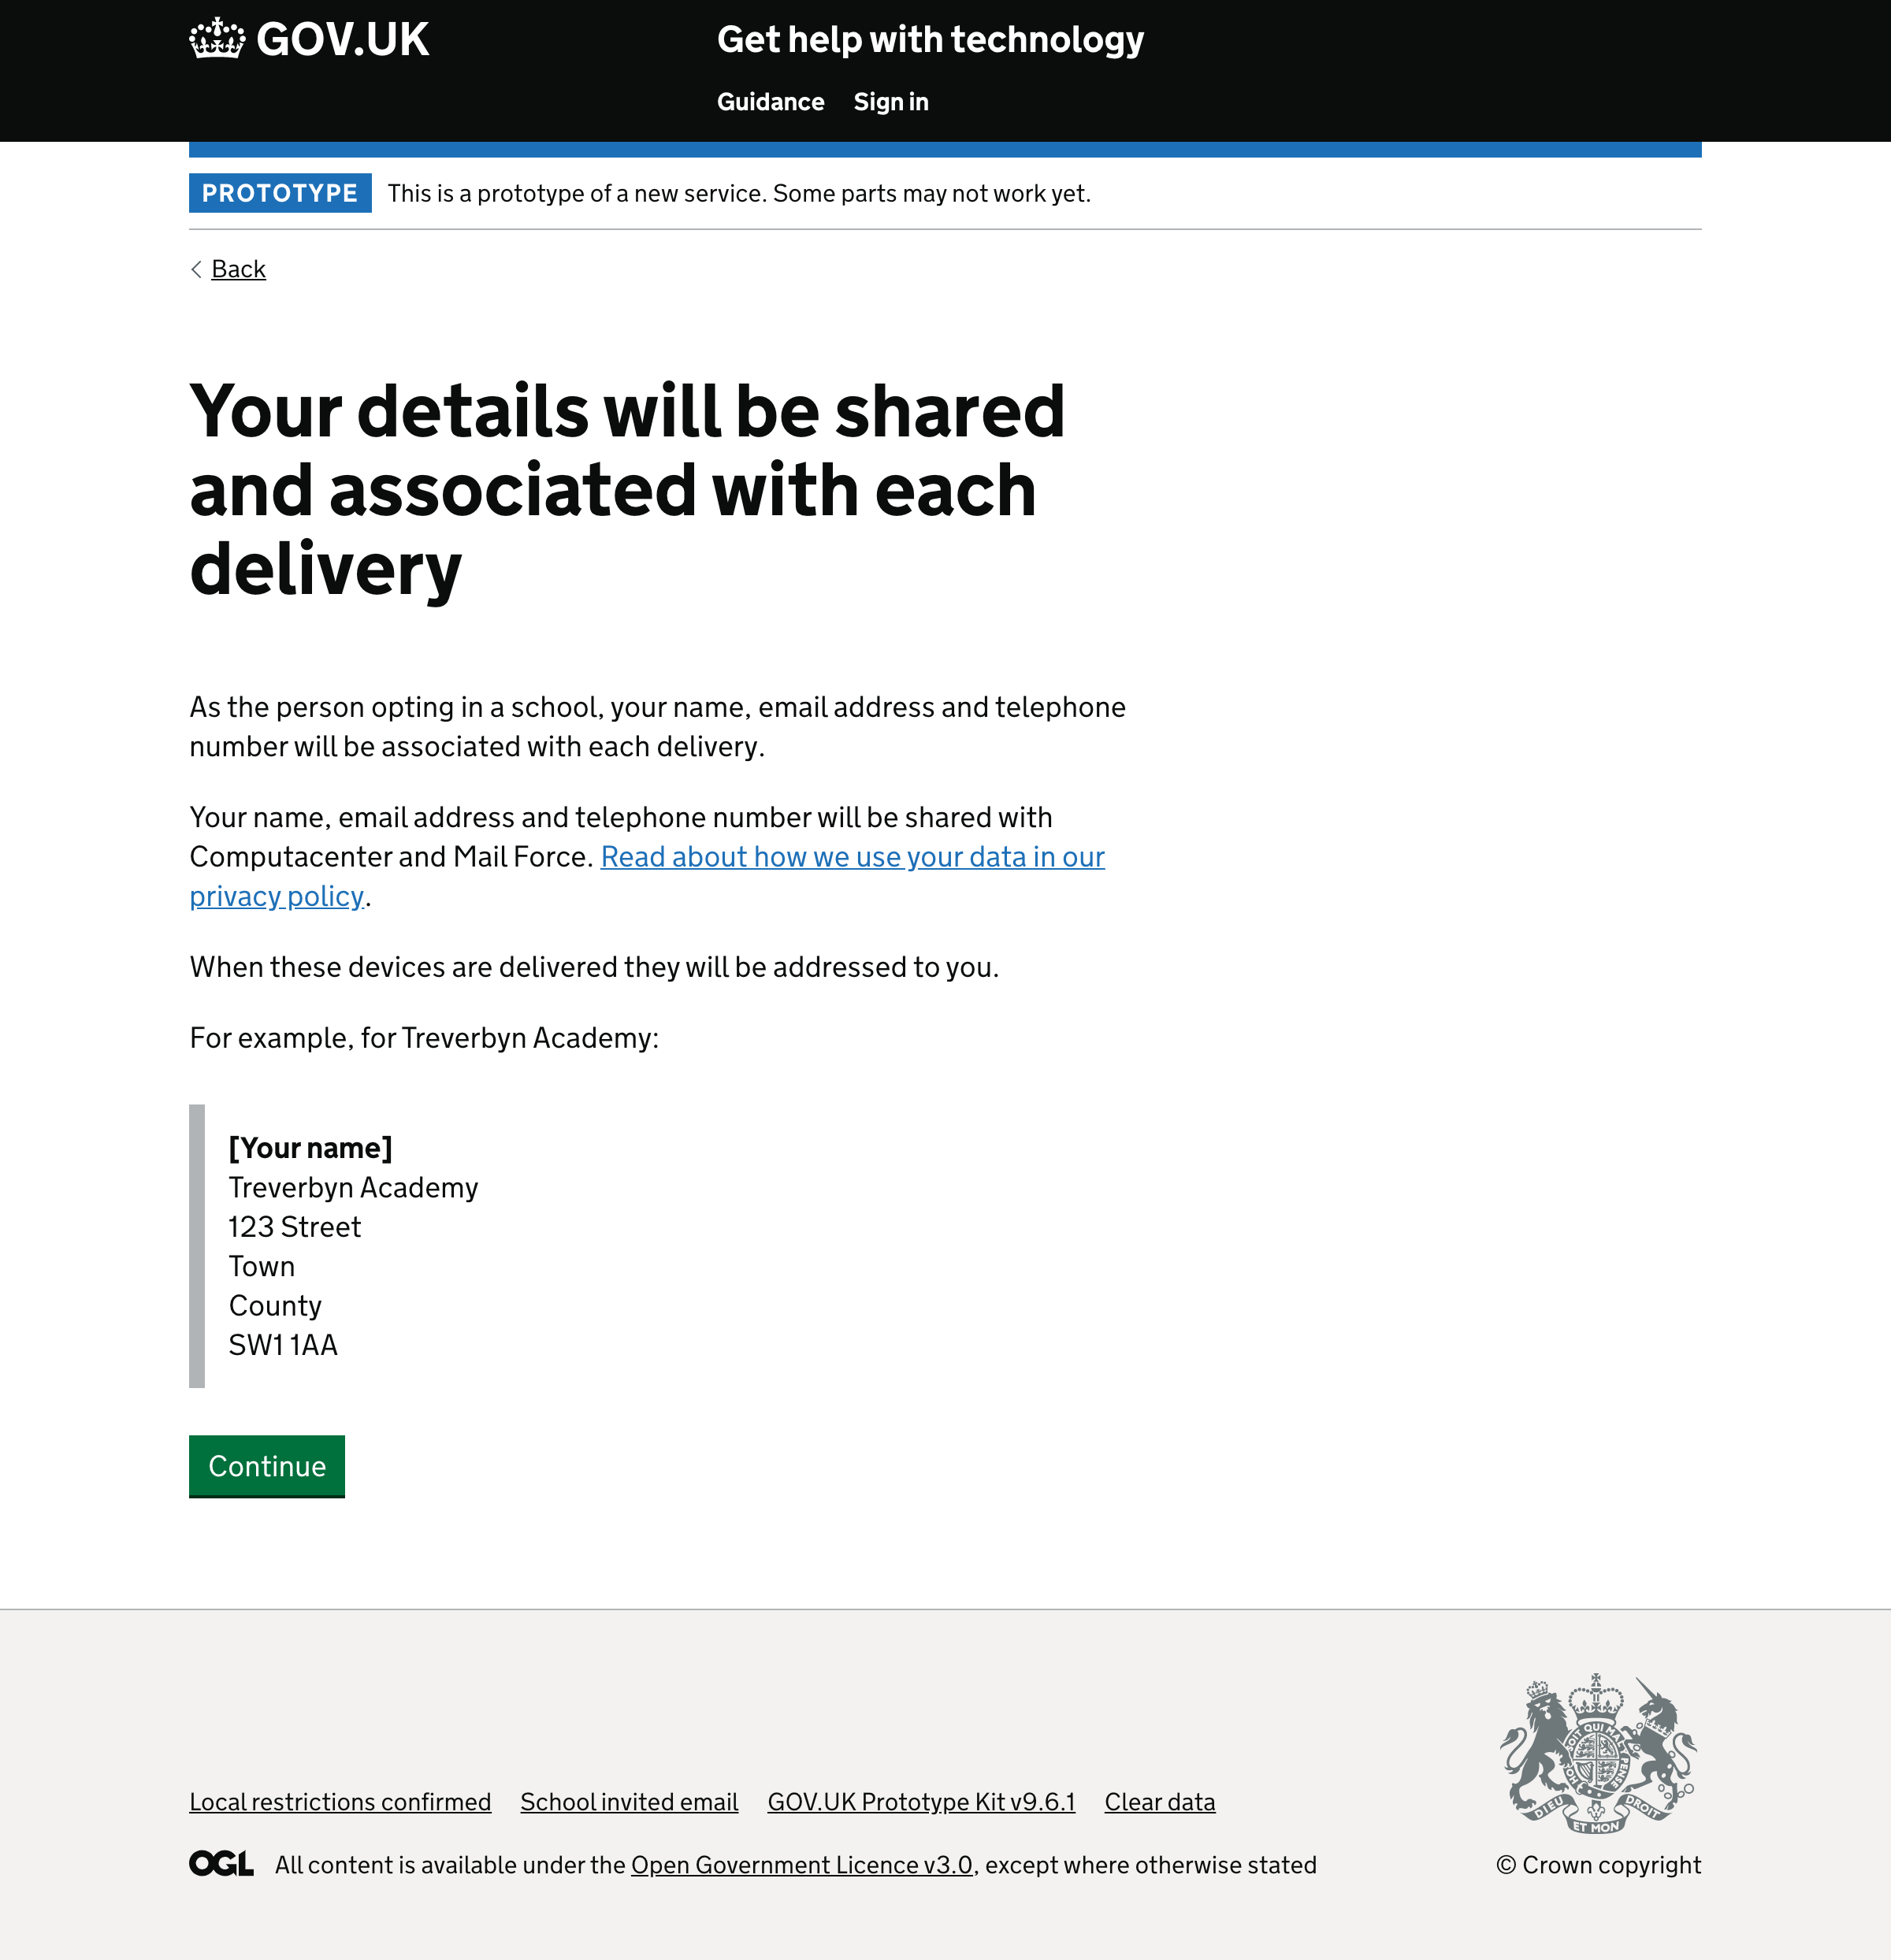 GOV.UK
Get help with technology
Guidance Sign in
PROTOTYPE This is a prototype of a new service. Some parts may not work yet.
Back
Your details will be shared
and associated with each
delivery
As the person opting in a school, your name, email address and telephone
number will be associated with each delivery.
Your name, email address and telephone number will be shared with
Computacenter and Mail Force. Read about how we use your data in our
privacy policy.
When these devices are delivered they will be addressed to you.
For example, for Treverbyn Academy:
[Your name]
Treverbyn Academy
123 Street
Town
County
SW1 1AA
Continue
Local restrictions confirmed School invited email GOV.UK Prototype Kit v9.6.1 Clear data
OGL All content is available under the Open Government Licence v3.0, except where otherwise stated
DIEU ET MON DROIT
© Crown copyright